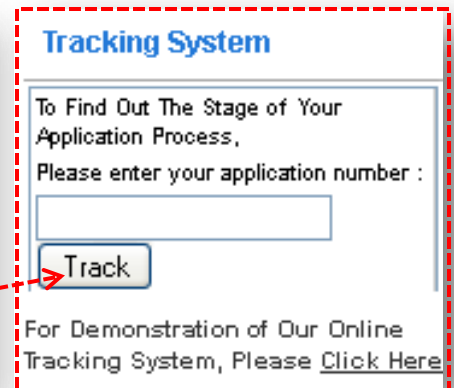 Tracking System
To Find Out The Stage of Your
Application Process,
Please enter your application number :
Track
For Demonstration of Our Online
Tracking System, Please Click Here